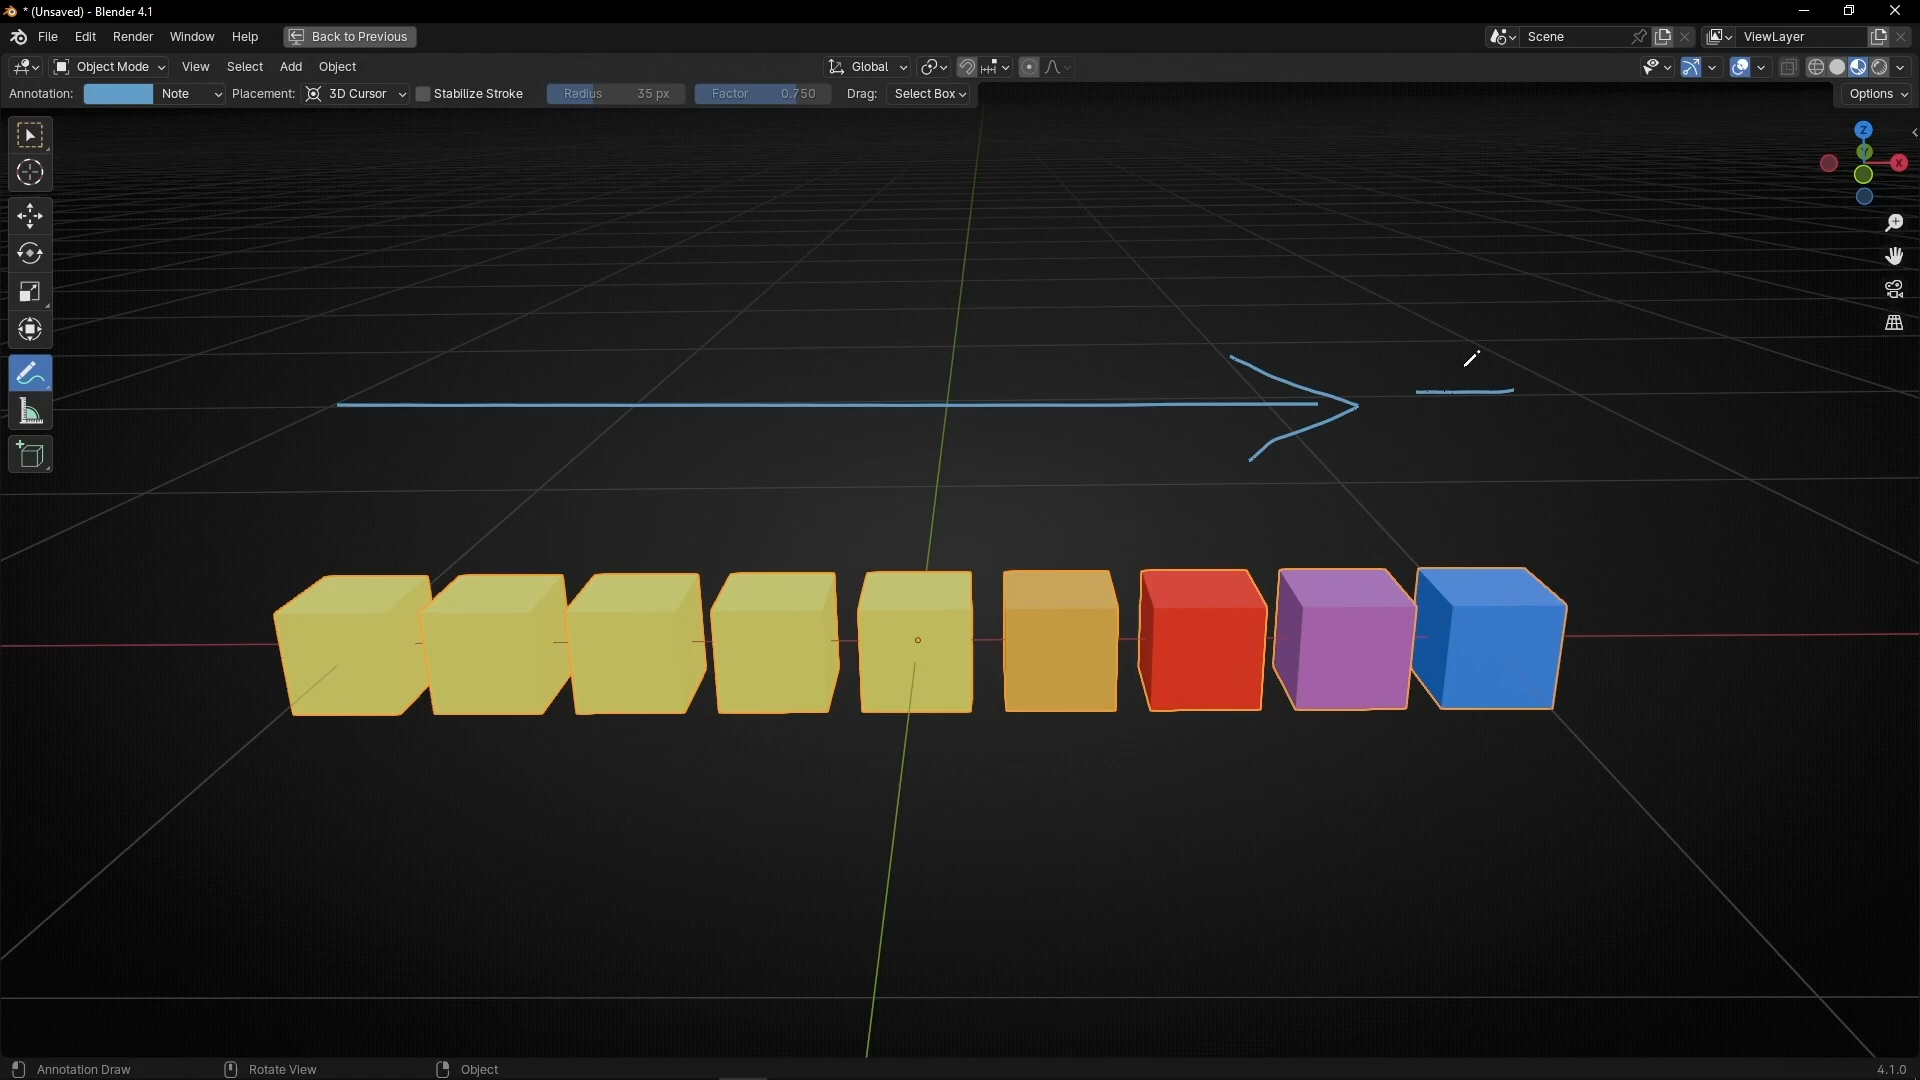 * (Unsaved) - Blender 4.1
File Edit Render Window Help Back to Previous Scene ViewLayer
Object Mode View Select Add Object Global
Annotation: Note Placement: 3D Cursor Stabilize Stroke Radius 35 px Factor 0.750 Drag: Select Box Options
Z
Y
X
Annotation Draw Rotate View Object 4.1.0